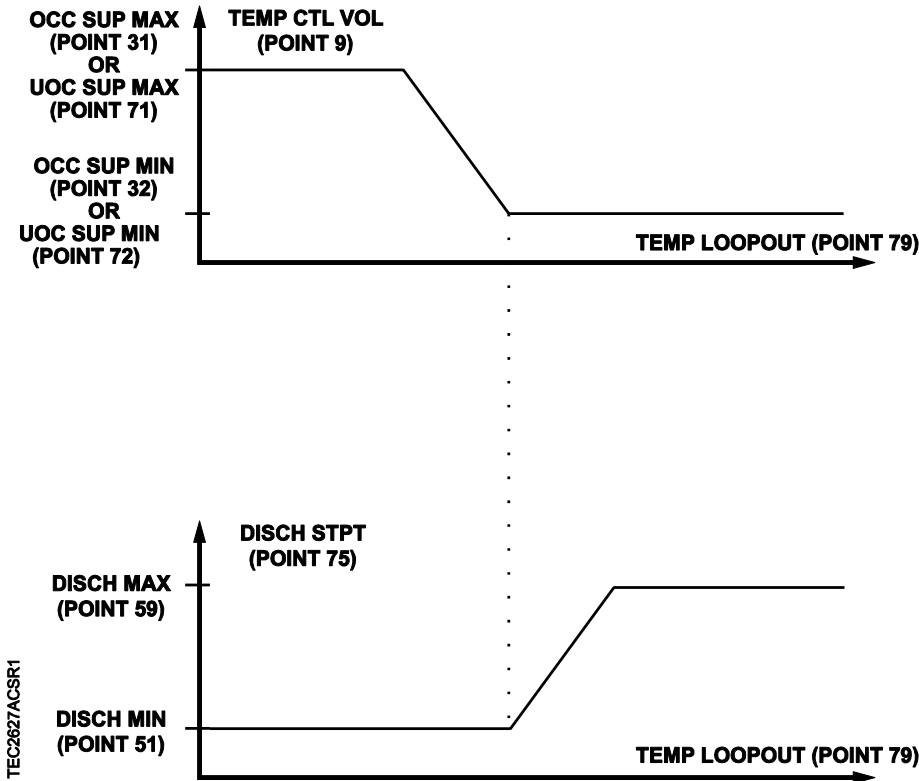 OCC SUP MAX
(POINT 31)
OR
UOC SUP MAX
(POINT 71)
TEMP CTL VOL
(POINT 9)
OCC SUP MIN
(POINT 32)
OR
UOC SUP MIN
(POINT 72)
TEMP LOOPOUT (POINT 79)
DISCH STPT
(POINT 75)
DISCH MAX
(POINT 59)
DISCH MIN
(POINT 51)
TEMP LOOPOUT (POINT 79)
TEC2627ACSR1